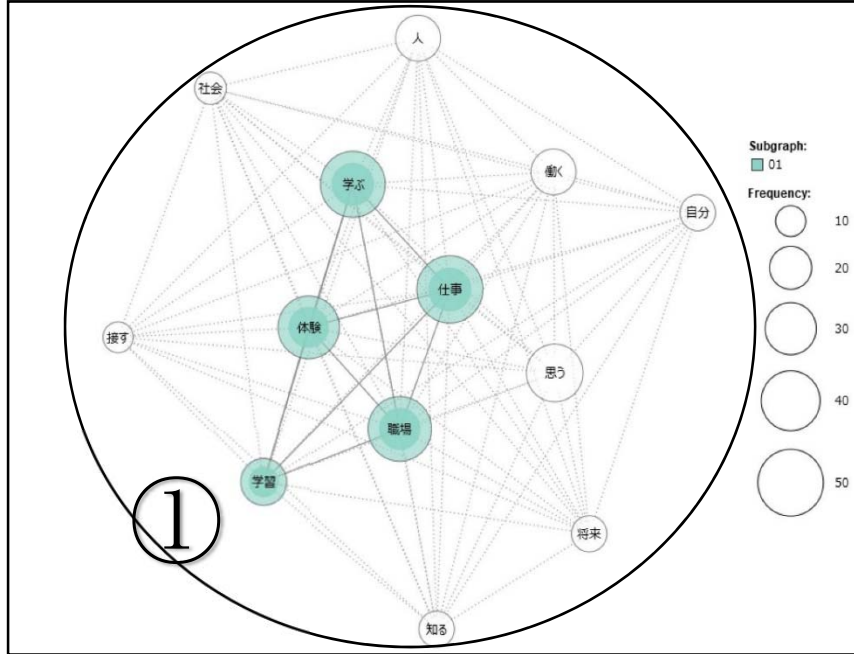 人
社会
学ぶ
働く
自分
仕事
体験
接す
思う
職場
学習
将来
知る
①
Subgraph:
01
Frequency:
10
20
30
40
50